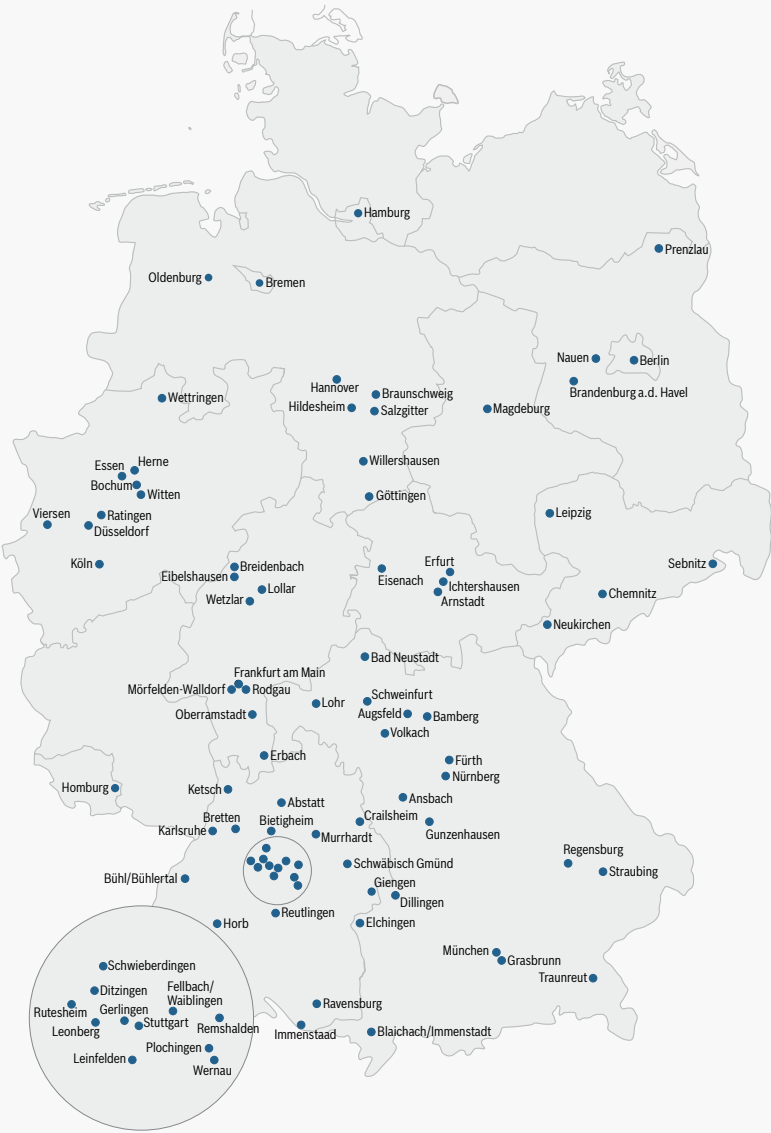 Hamburg
Prenzlau
Oldenburg
Bremen
Nauen
Berlin
Hannover
Brandenburg a.d. Havel
Wettringen
Braunschweig
Hildesheim
Salzgitter
Magdeburg
Essen
Herne
Willershausen
Bochum
Witten
Göttingen
Viersen
Ratingen
Leipzig
Düsseldorf
Köln
Breidenbach
Erfurt
Sebnitz
Eibelshausen
Eisenach
Ichtershausen
Lollar
Wetzlar
Arnstadt
Chemnitz
Neukirchen
Bad Neustadt
Frankfurt am Main
Mörfelden-Walldorf
Rodgau
Schweinfurt
Lohr
Oberramstadt
Augsfeld
Bamberg
Volkach
Erbach
Fürth
Nürnberg
Homburg
Ketsch
Ansbach
Abstatt
Bretten
Bietigheim
Crailsheim
Karlsruhe
Murrhardt
Gunzenhausen
Regensburg
Schwäbisch Gmünd
Straubing
Bühl/Bühlertal
Giengen
Dillingen
Reutlingen
Horb
Elchingen
München
Grasbrunn
Schwieberdingen
Traunreut
Ditzingen
Fellbach/
Waiblingen
Rutesheim
Gerlingen
Ravensburg
Leonberg
Stuttgart
Remshalden
Immenstaad
Blaichach/Immenstadt
Plochingen
Leinfelden
Wernau